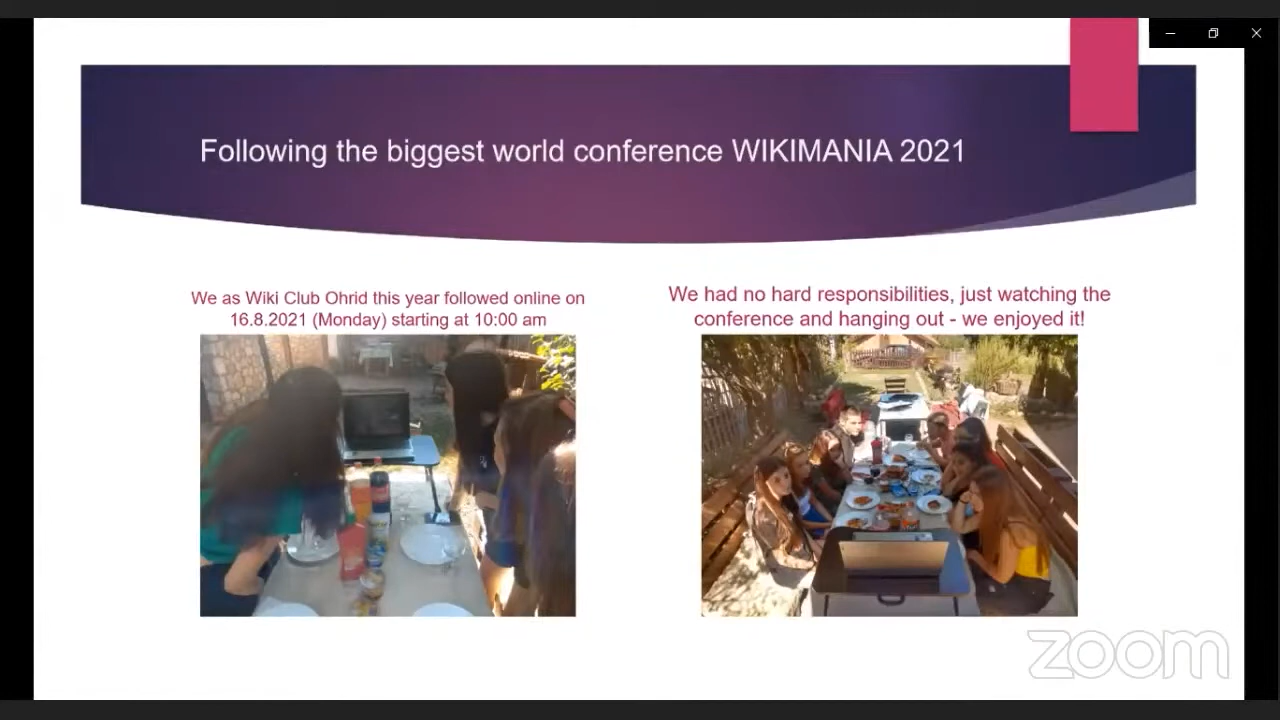 Following the biggest world conference WIKIMANIA 2021
We as Wiki Club Ohrid this year followed online on
16.8.2021 (Monday) starting at 10:00 am
We had no hard responsibilities, just watching the
conference and hanging out - we enjoyed it!
zoom